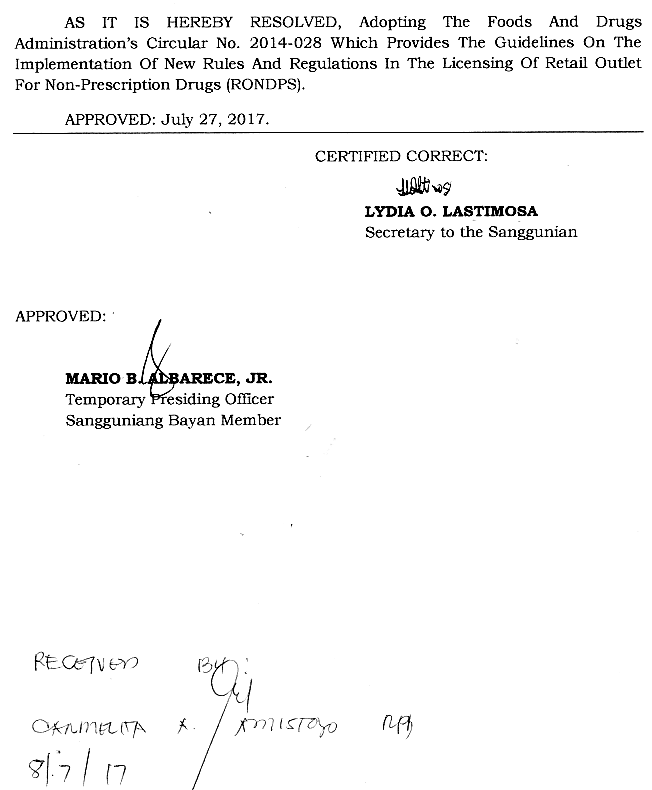 AS IT IS HEREBY RESOLVED, Adopting The Foods And Drugs
Administration's Circular No. 2014-028 Which Provides The Guidelines On The
Implementation Of New Rules And Regulations In The Licensing Of Retail Outlet
For Non-Prescription Drugs (RONDPS).
APPROVED: July 27, 2017.
CERTIFIED CORRECT:
LYDIA O. LASTIMOSA
Secretary to the Sanggunian
APPROVED:
MARIO B. ALBARECE, JR.
Temporary Presiding Officer
Sangguniang Bayan Member
RECEIVED BY:
CARMELITA A. AMISTOSO RPh
8/7/17